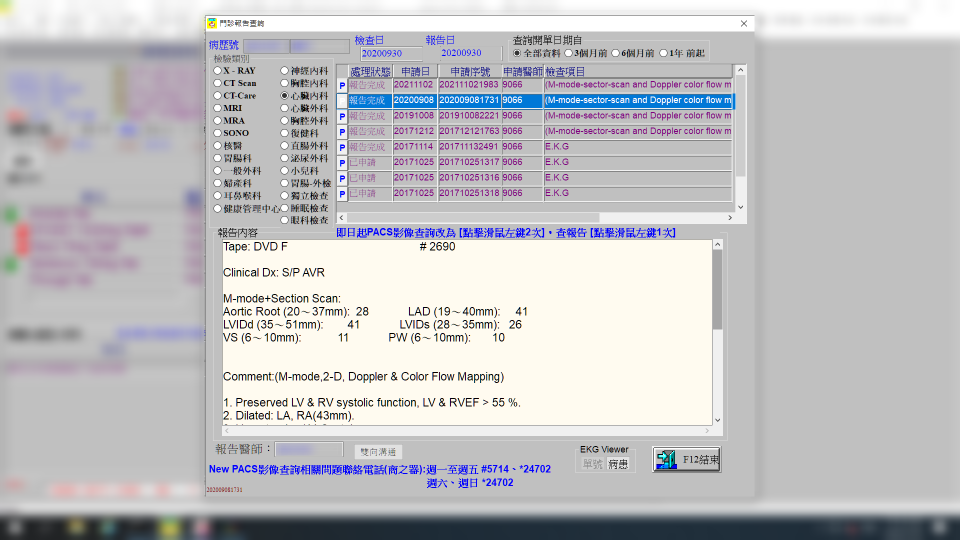 門診報告查詢
病歷號
檢查日
報告日
20200930
20200930
查詢開單日期自
全部資料 3個月前 6個月前 1年 前起
檢驗類別
X - RAY
CT Scan
CT-Care
MRI
MRA
SONO
核醫
胃腸科
一般外科
婦產科
耳鼻喉科
健康管理中心
神經內科
胸腔內科
心臟內科
心臟外科
胸腔外科
復健科
直腸外科
泌尿外科
小兒科
胃腸-外檢
獨立檢查
睡眠檢查
眼科檢查
處理狀態 申請日 申請序號 申請醫師 檢查項目
P 報告完成 20211102 202111021983 9066 (M-mode-sector-scan and Doppler color flow m
報告完成 20200908 202009081731 9066 (M-mode-sector-scan and Doppler color flow m
P 報告完成 20191008 201910082221 9066 (M-mode-sector-scan and Doppler color flow m
P 報告完成 20171212 201712121763 9066 (M-mode-sector-scan and Doppler color flow m
P 報告完成 20171114 201711132491 9066 E.K.G
P 已申請 20171025 201710251317 9066 E.K.G
P 已申請 20171025 201710251316 9066 E.K.G
P 已申請 20171025 201710251318 9066 E.K.G
報告內容
即日起PACS影像查詢改為 [點擊滑鼠左鍵2次]，查報告 [點擊滑鼠左鍵1次]
Tape: DVD F # 2690
Clinical Dx: S/P AVR
M-mode+Section Scan:
Aortic Root (20～37mm): 28 LAD (19～40mm): 41
LVIDd (35～51mm): 41 LVIDs (28～35mm): 26
VS (6～10mm): 11 PW (6～10mm): 10
Comment:(M-mode,2-D, Doppler & Color Flow Mapping)
1. Preserved LV & RV systolic function, LV & RVEF > 55 %.
2. Dilated: LA, RA(43mm).
報告醫師：
雙向溝通
EKG Viewer
單號 病患
F12結束
New PACS影像查詢相關問題聯絡電話(商之器):週一至週五 #5714、*24702
週六、週日 *24702
202009081731